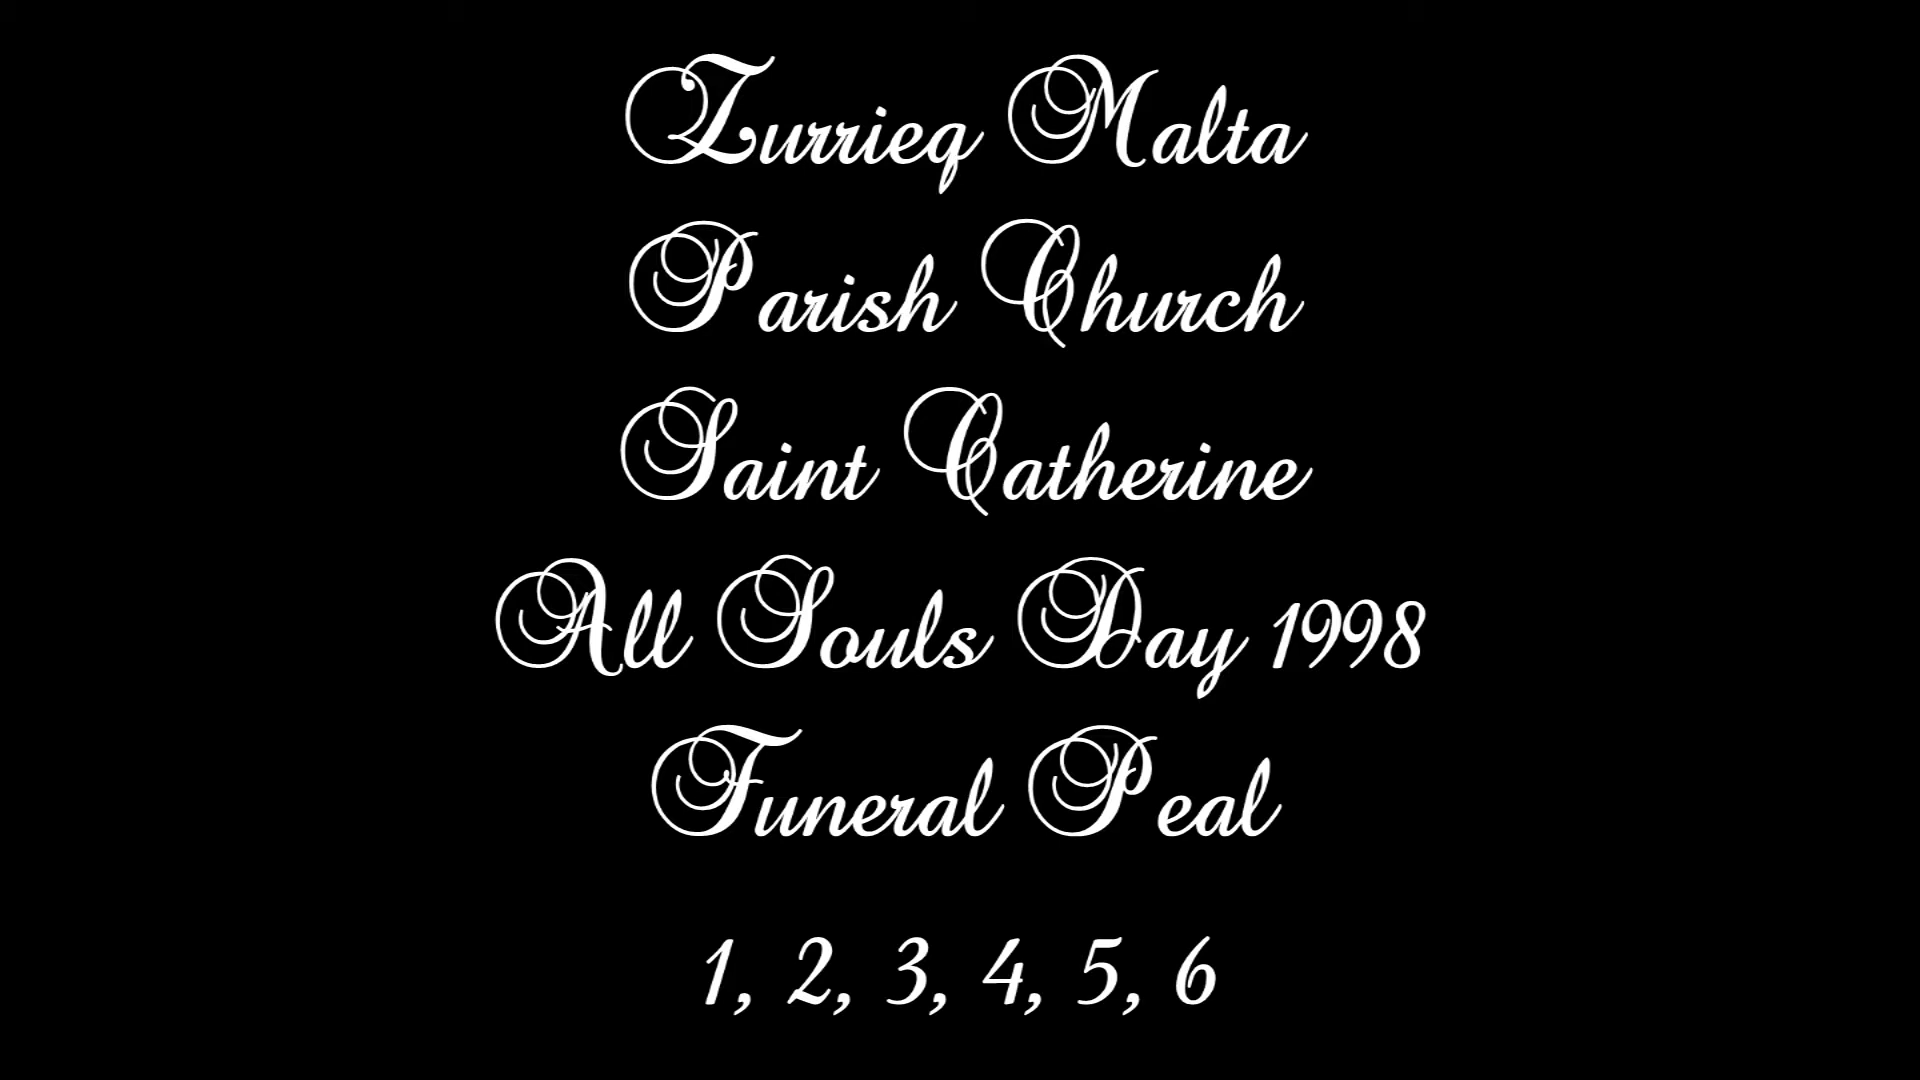 Zurrieq Malta
Parish Church
Saint Catherine
All Souls Day 1998
Funeral Peal
1, 2, 3, 4, 5, 6